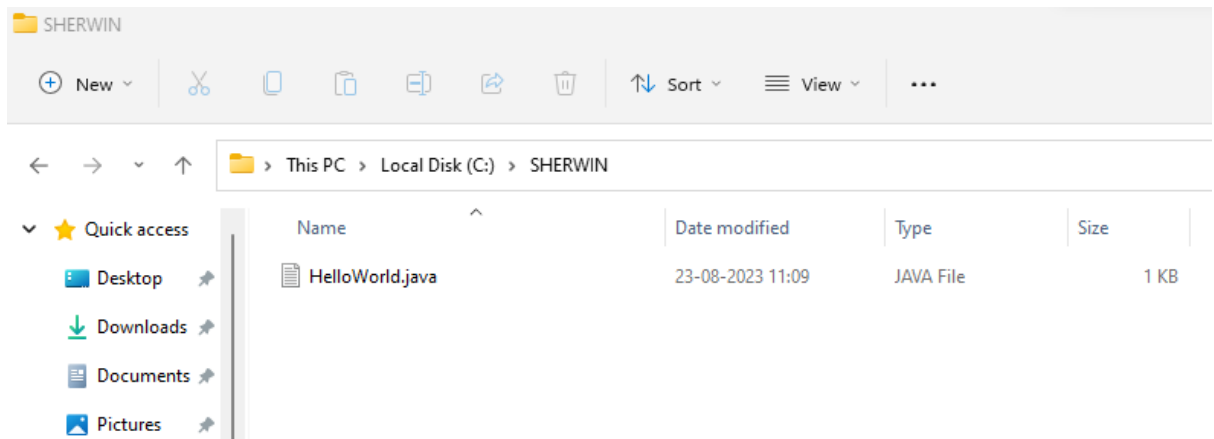 SHERWIN
New Sort View
This PC > Local Disk (C:) > SHERWIN
Quick access
Name Date modified Type Size
Desktop
HelloWorld.java 23-08-2023 11:09 JAVA File 1 KB
Downloads
Documents
Pictures